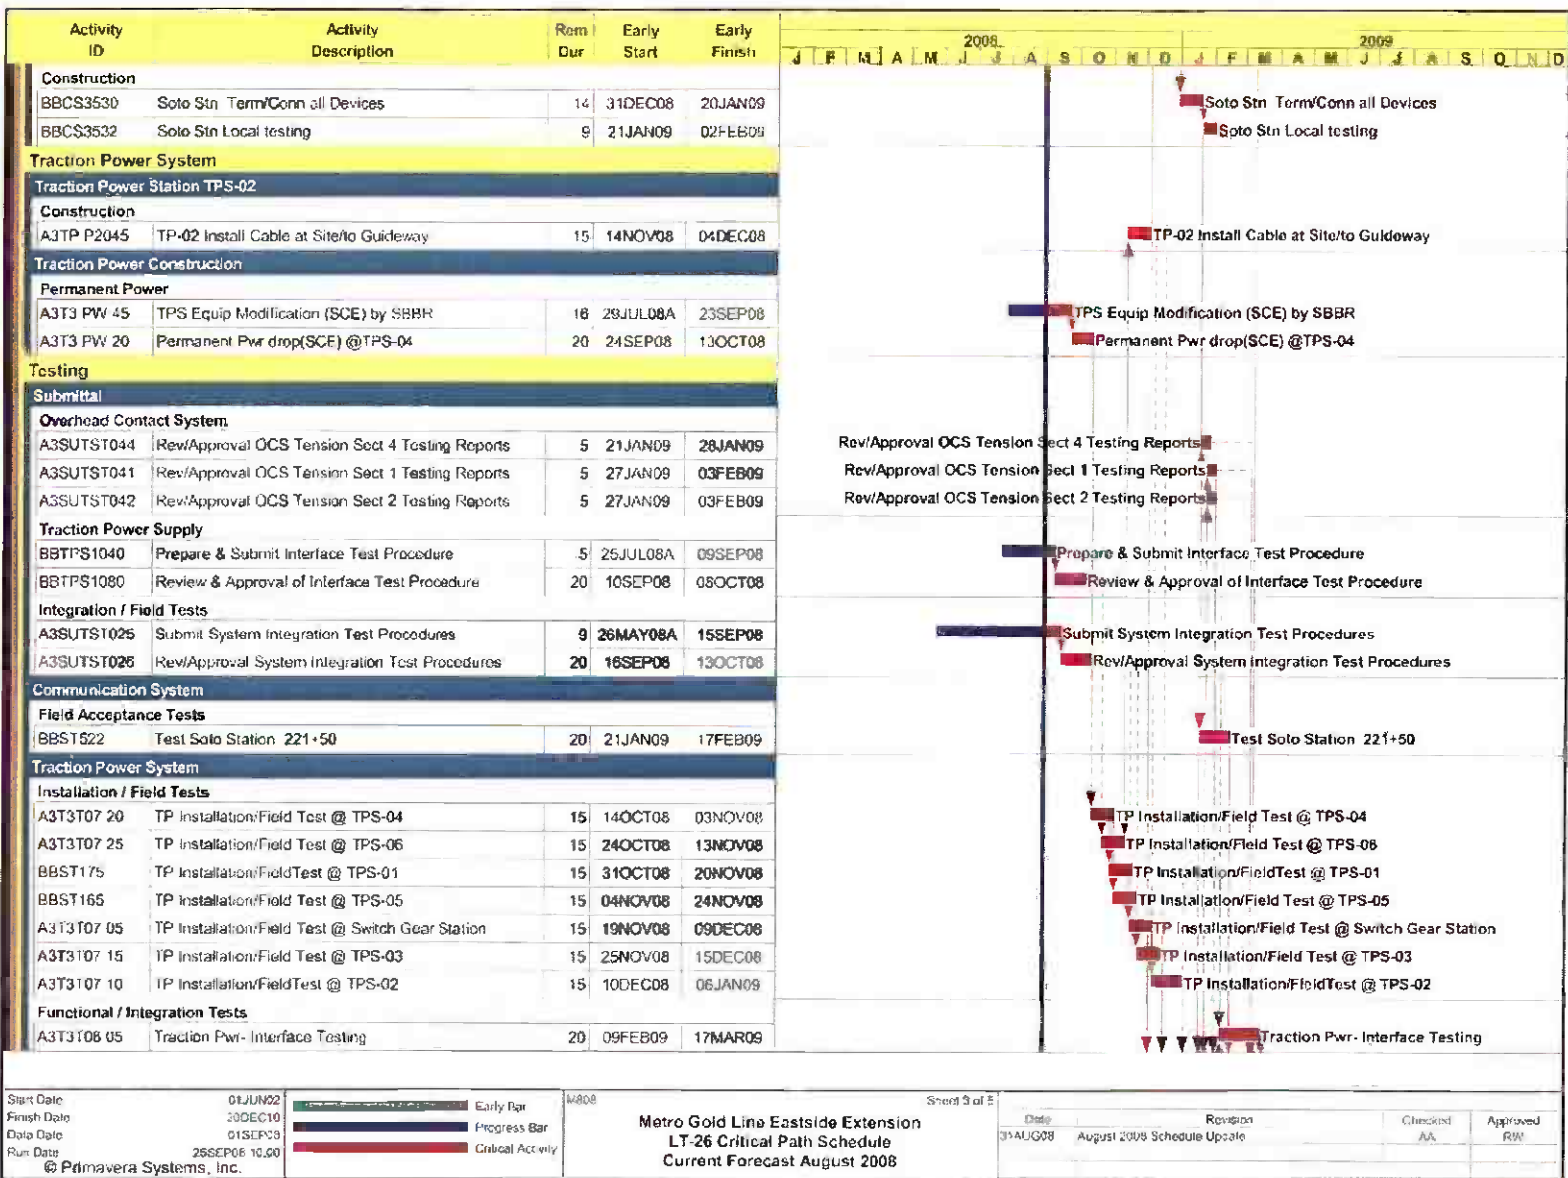 Activity ID Activity Description Rem Dur Early Start Early Finish
2008 2009
J F M A M J J A S O N D J F M A M J J A S O N D
Construction
BBCS3530 Soto Stn Term/Conn all Devices 14 31DEC08 20JAN09 Soto Stn Term/Conn all Devices
BBCS3532 Soto Stn Local testing 9 21JAN09 02FEB09 Soto Stn Local testing
Traction Power System
Traction Power Station TPS-02
Construction
A3TP P2045 TP-02 Install Cable at Site/to Guideway 15 14NOV08 04DEC08 TP-02 Install Cable at Site/to Guideway
Traction Power Construction
Permanent Power
A3T3 PW 45 TPS Equip Modification (SCE) by SBBR 16 29JUL08A 23SEP08 TPS Equip Modification (SCE) by SBBR
A3T3 PW 20 Permanent Pwr drop(SCE) @TPS-04 20 24SEP08 13OCT08 Permanent Pwr drop(SCE) @TPS-04
Testing
Submittal
Overhead Contact System
A3SUTST044 Rev/Approval OCS Tension Sect 4 Testing Reports 5 21JAN09 28JAN09 Rev/Approval OCS Tension Sect 4 Testing Reports
A3SUTST041 Rev/Approval OCS Tension Sect 1 Testing Reports 5 27JAN09 03FEB09 Rev/Approval OCS Tension Sect 1 Testing Reports
A3SUTST042 Rev/Approval OCS Tension Sect 2 Testing Reports 5 27JAN09 03FEB09 Rev/Approval OCS Tension Sect 2 Testing Reports
Traction Power Supply
BBTPS1040 Prepare & Submit Interface Test Procedure 5 25JUL08A 09SEP08 Prepare & Submit Interface Test Procedure
BBTPS1080 Review & Approval of Interface Test Procedure 20 10SEP08 08OCT08 Review & Approval of Interface Test Procedure
Integration / Field Tests
A3SUTST025 Submit System Integration Test Procedures 9 26MAY08A 15SEP08 Submit System Integration Test Procedures
A3SUTST026 Rev/Approval System Integration Test Procedures 20 16SEP08 13OCT08 Rev/Approval System Integration Test Procedures
Communication System
Field Acceptance Tests
BBST522 Test Soto Station 221+50 20 21JAN09 17FEB09 Test Soto Station 221+50
Traction Power System
Installation / Field Tests
A3T3T07 20 TP Installation/Field Test @ TPS-04 15 14OCT08 03NOV08 TP Installation/Field Test @ TPS-04
A3T3T07 25 TP Installation/Field Test @ TPS-06 15 24OCT08 13NOV08 TP Installation/Field Test @ TPS-06
BBST175 TP Installation/FieldTest @ TPS-01 15 31OCT08 20NOV08 TP Installation/FieldTest @ TPS-01
BBST165 TP Installation/Field Test @ TPS-05 15 04NOV08 24NOV08 TP Installation/Field Test @ TPS-05
A3T3T07 05 TP Installation/Field Test @ Switch Gear Station 15 19NOV08 09DEC08 TP Installation/Field Test @ Switch Gear Station
A3T3T07 15 TP Installation/Field Test @ TPS-03 15 25NOV08 15DEC08 TP Installation/Field Test @ TPS-03
A3T3T07 10 TP Installation/FieldTest @ TPS-02 15 10DEC08 06JAN09 TP Installation/FieldTest @ TPS-02
Functional / Integration Tests
A3T3T08 05 Traction Pwr- Interface Testing 20 09FEB09 17MAR09 Traction Pwr- Interface Testing
Start Date 01JUN02
Finish Date 20DEC10
Data Date 01SEP08
Run Date 26SEP08 10:00
© Primavera Systems, Inc.
Early Bar
Progress Bar
Critical Activity
M808
Sheet 3 of 5
Metro Gold Line Eastside Extension
LT-26 Critical Path Schedule
Current Forecast August 2008
Date Revision Checked Approved
31AUG08 August 2008 Schedule Update AA RW